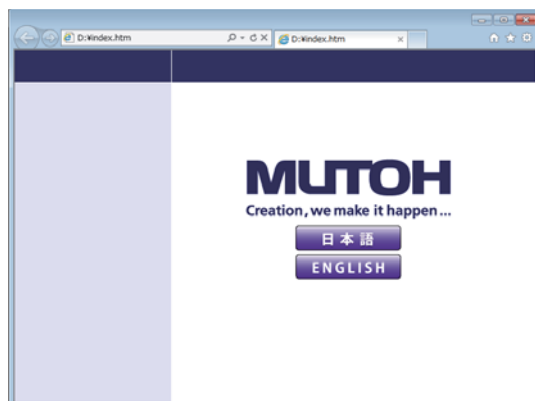 D:¥index.htm
D:¥index.htm
MUTOH
Creation, we make it happen...
日本語
ENGLISH